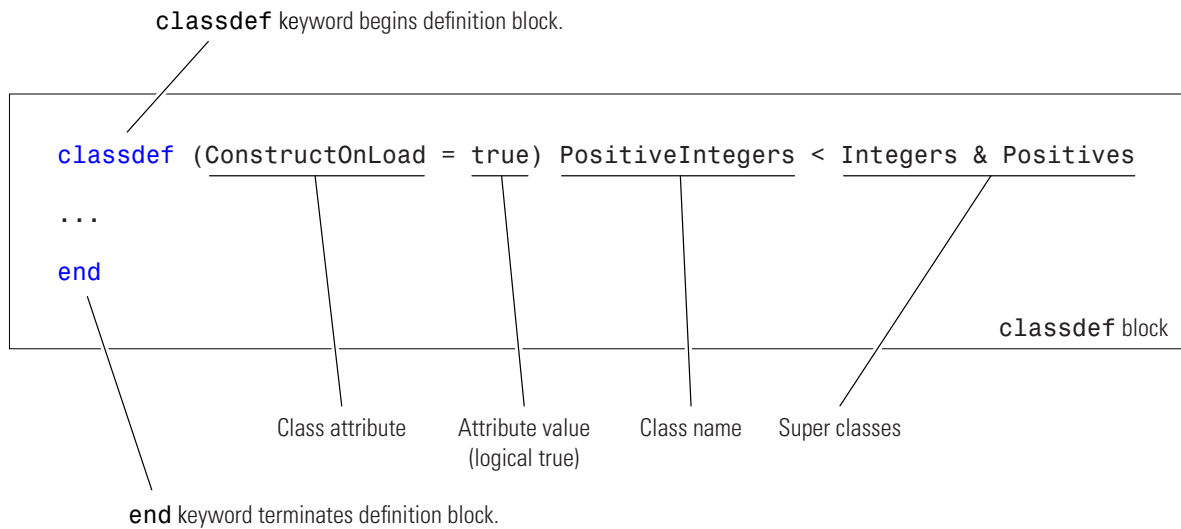 classdef keyword begins definition block.
classdef (ConstructOnLoad = true) PositiveIntegers < Integers & Positives
...
end
classdef block
Class attribute
Attribute value
(logical true)
Class name
Super classes
end keyword terminates definition block.